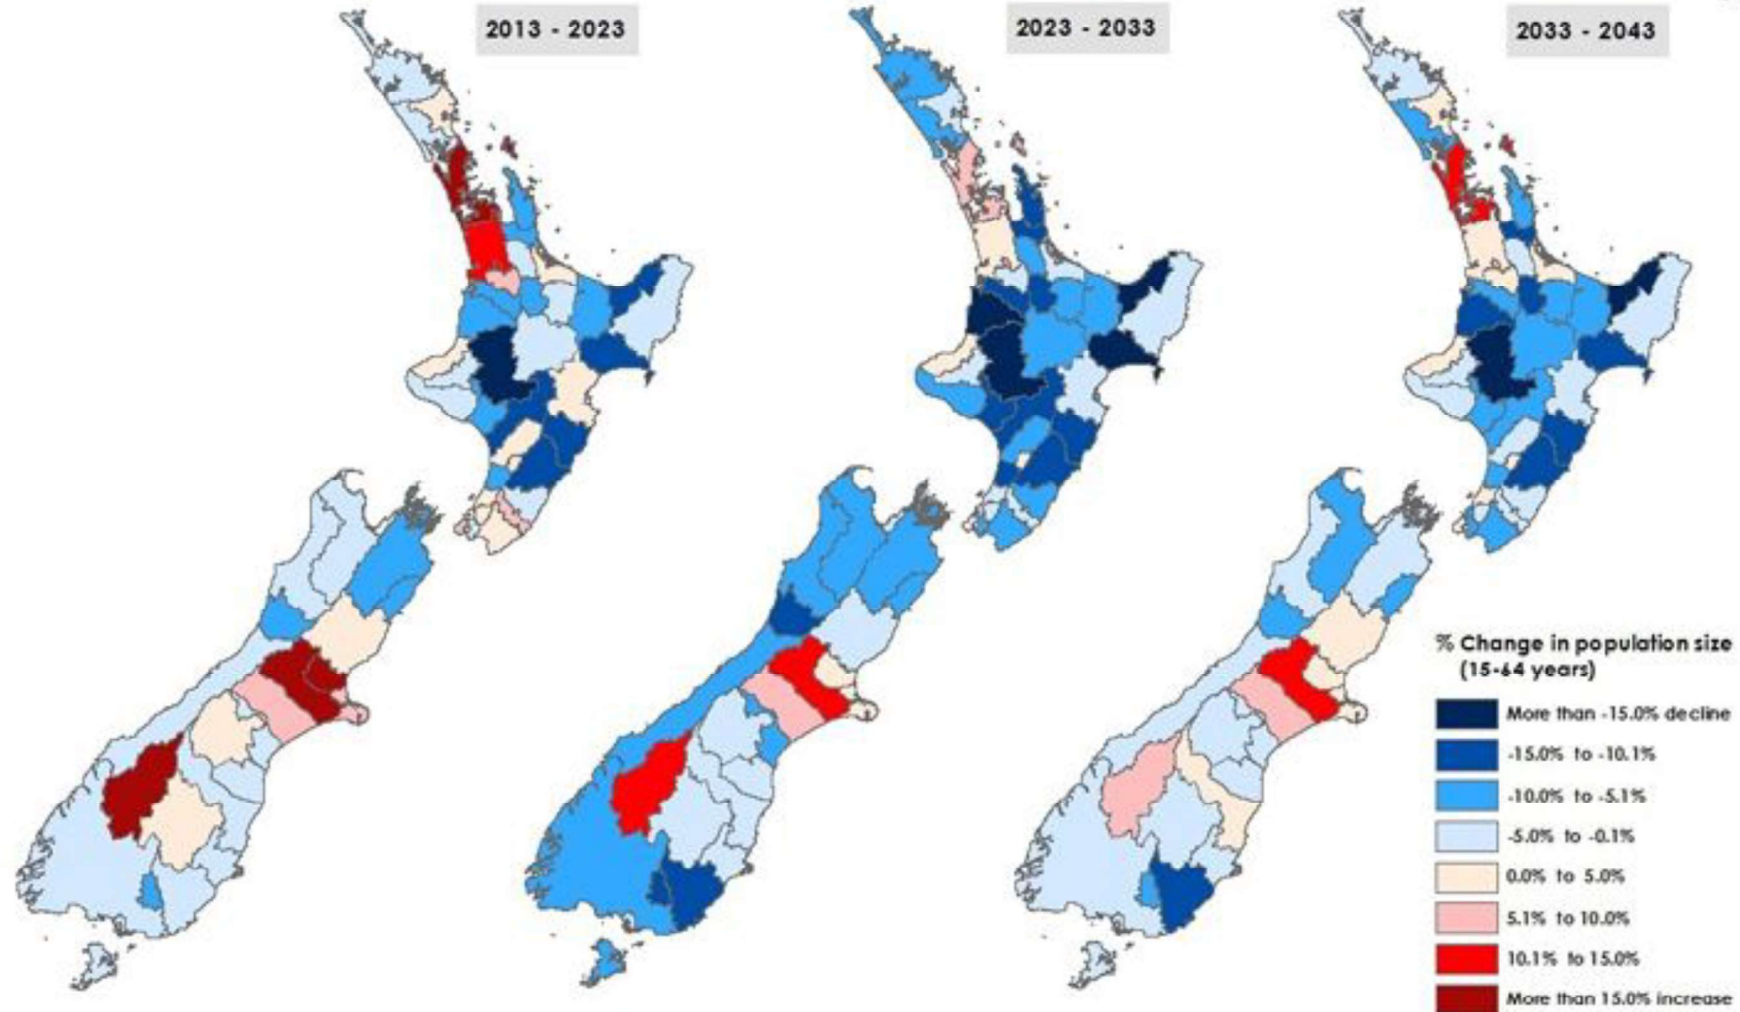 2013 - 2023
2023 - 2033
2033 - 2043
% Change in population size
(15-64 years)
More than -15.0% decline
-15.0% to -10.1%
-10.0% to -5.1%
-5.0% to -0.1%
0.0% to 5.0%
5.1% to 10.0%
10.1% to 15.0%
More than 15.0% increase